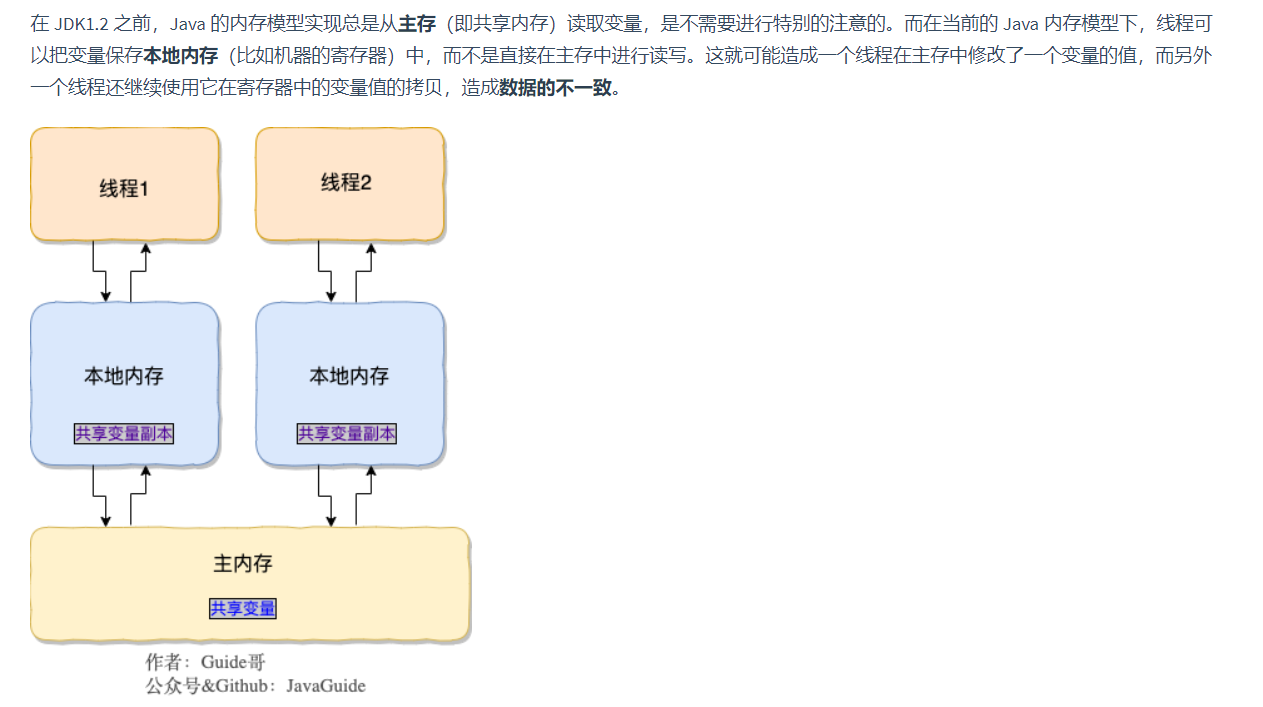 在 JDK1.2 之前，Java 的内存模型实现总是从主存（即共享内存）读取变量，是不需要进行特别的注意的。而在当前的 Java 内存模型下，线程可
以把变量保存本地内存（比如机器的寄存器）中，而不是直接在主存中进行读写。这就可能造成一个线程在主存中修改了一个变量的值，而另外
一个线程还继续使用它在寄存器中的变量值的拷贝，造成数据的不一致。
线程1
线程2
本地内存
本地内存
共享变量副本
共享变量副本
主内存
共享变量
作者：Guide哥
公众号&Github：JavaGuide